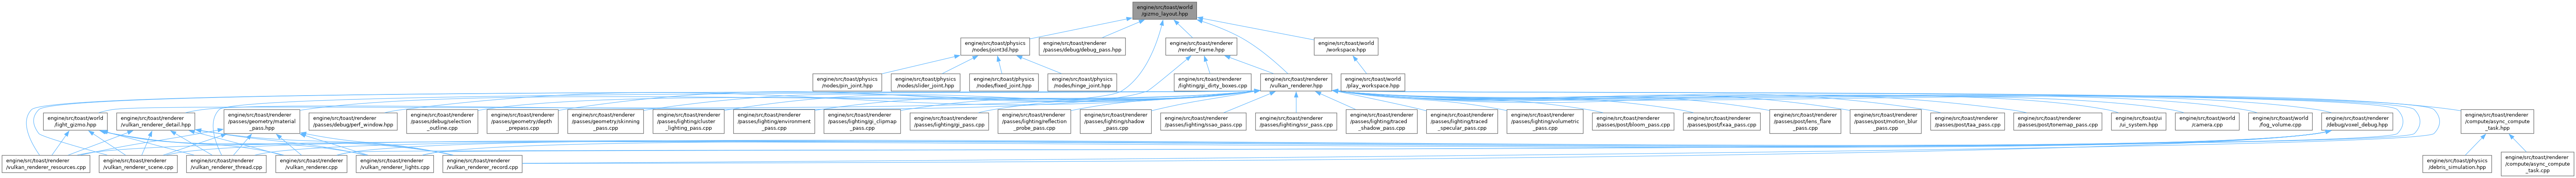 engine/src/toast/world
/gizmo_layout.hpp
engine/src/toast/physics
/nodes/joint3d.hpp
engine/src/toast/renderer
/passes/debug/debug_pass.hpp
engine/src/toast/renderer
/render_frame.hpp
engine/src/toast/world
/workspace.hpp
engine/src/toast/physics
/nodes/pin_joint.hpp
engine/src/toast/physics
/nodes/slider_joint.hpp
engine/src/toast/physics
/nodes/fixed_joint.hpp
engine/src/toast/physics
/nodes/hinge_joint.hpp
engine/src/toast/renderer
/lighting/gi_dirty_boxes.cpp
engine/src/toast/renderer
/vulkan_renderer.hpp
engine/src/toast/world
/play_workspace.hpp
engine/src/toast/world
/light_gizmo.hpp
engine/src/toast/renderer
/vulkan_renderer_detail.hpp
engine/src/toast/renderer
/passes/geometry/material
_pass.hpp
engine/src/toast/renderer
/debug/perf_window.hpp
engine/src/toast/renderer
/passes/debug/selection
_outline.cpp
engine/src/toast/renderer
/passes/geometry/depth
_prepass.cpp
engine/src/toast/renderer
/passes/geometry/skinning
_pass.cpp
engine/src/toast/renderer
/passes/lighting/cluster
_lighting_pass.cpp
engine/src/toast/renderer
/passes/lighting/environment
_pass.cpp
engine/src/toast/renderer
/passes/lighting/gi_clipmap
_pass.cpp
engine/src/toast/renderer
/passes/lighting/gi_pass.cpp
engine/src/toast/renderer
/passes/lighting/reflection
_probe_pass.cpp
engine/src/toast/renderer
/passes/lighting/shadow
_pass.cpp
engine/src/toast/renderer
/passes/lighting/ssao_pass.cpp
engine/src/toast/renderer
/passes/lighting/ssr_pass.cpp
engine/src/toast/renderer
/passes/lighting/traced
_shadow_pass.cpp
engine/src/toast/renderer
/passes/lighting/traced
_specular_pass.cpp
engine/src/toast/renderer
/passes/lighting/volumetric
_pass.cpp
engine/src/toast/renderer
/passes/post/bloom_pass.cpp
engine/src/toast/renderer
/passes/post/fxaa_pass.cpp
engine/src/toast/renderer
/passes/post/lens_flare
_pass.cpp
engine/src/toast/renderer
/passes/post/motion_blur
_pass.cpp
engine/src/toast/renderer
/passes/post/taa_pass.cpp
engine/src/toast/renderer
/passes/post/tonemap_pass.cpp
engine/src/toast/ui
/ui_system.hpp
engine/src/toast/world
/camera.cpp
engine/src/toast/world
/fog_volume.cpp
engine/src/toast/renderer
/debug/voxel_debug.hpp
engine/src/toast/renderer
/compute/async_compute
_task.hpp
engine/src/toast/renderer
/vulkan_renderer_resources.cpp
engine/src/toast/renderer
/vulkan_renderer_scene.cpp
engine/src/toast/renderer
/vulkan_renderer_thread.cpp
engine/src/toast/renderer
/vulkan_renderer.cpp
engine/src/toast/renderer
/vulkan_renderer_lights.cpp
engine/src/toast/renderer
/vulkan_renderer_record.cpp
engine/src/toast/physics
/debris_simulation.hpp
engine/src/toast/renderer
/compute/async_compute
_task.cpp